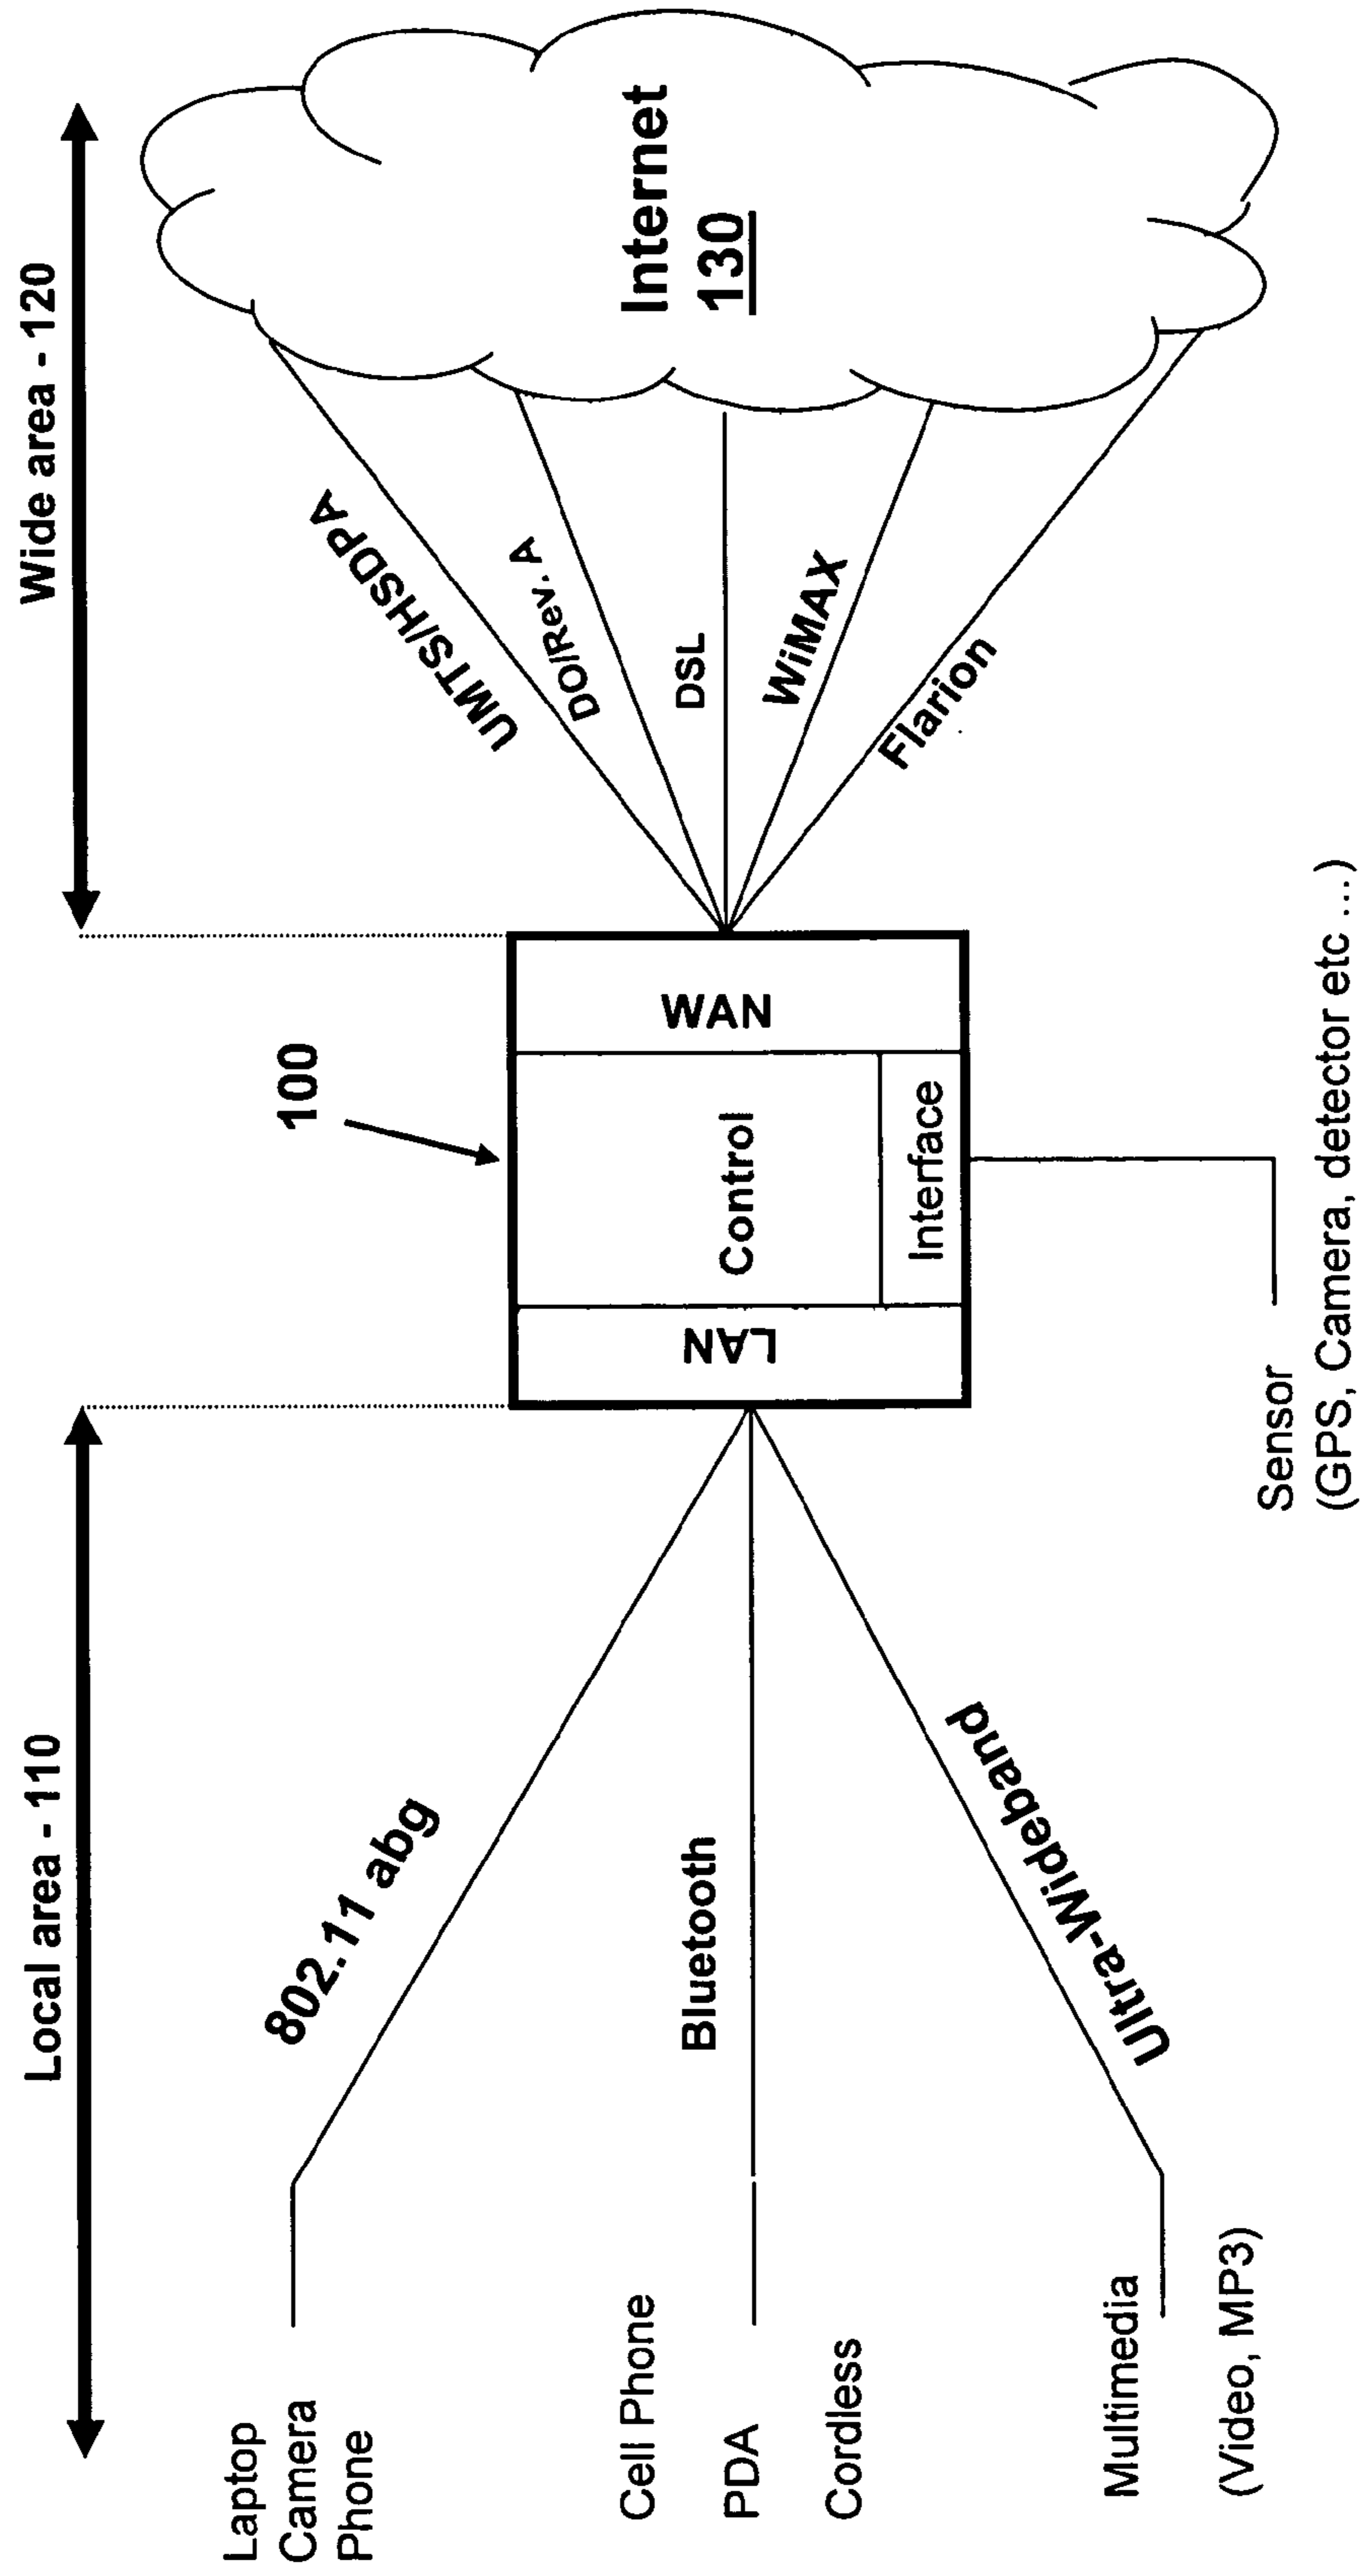 Local area - 110
Wide area - 120
100
Laptop
Camera
Phone
802.11 abg
Cell Phone
PDA
Cordless
Bluetooth
Multimedia
(Video, MP3)
Ultra-Wideband
LAN
Control
Interface
WAN
UMTS/HSDPA
DO/Rev. A
DSL
WiMAX
Flarion
Internet
130
Sensor
(GPS, Camera, detector etc ...)